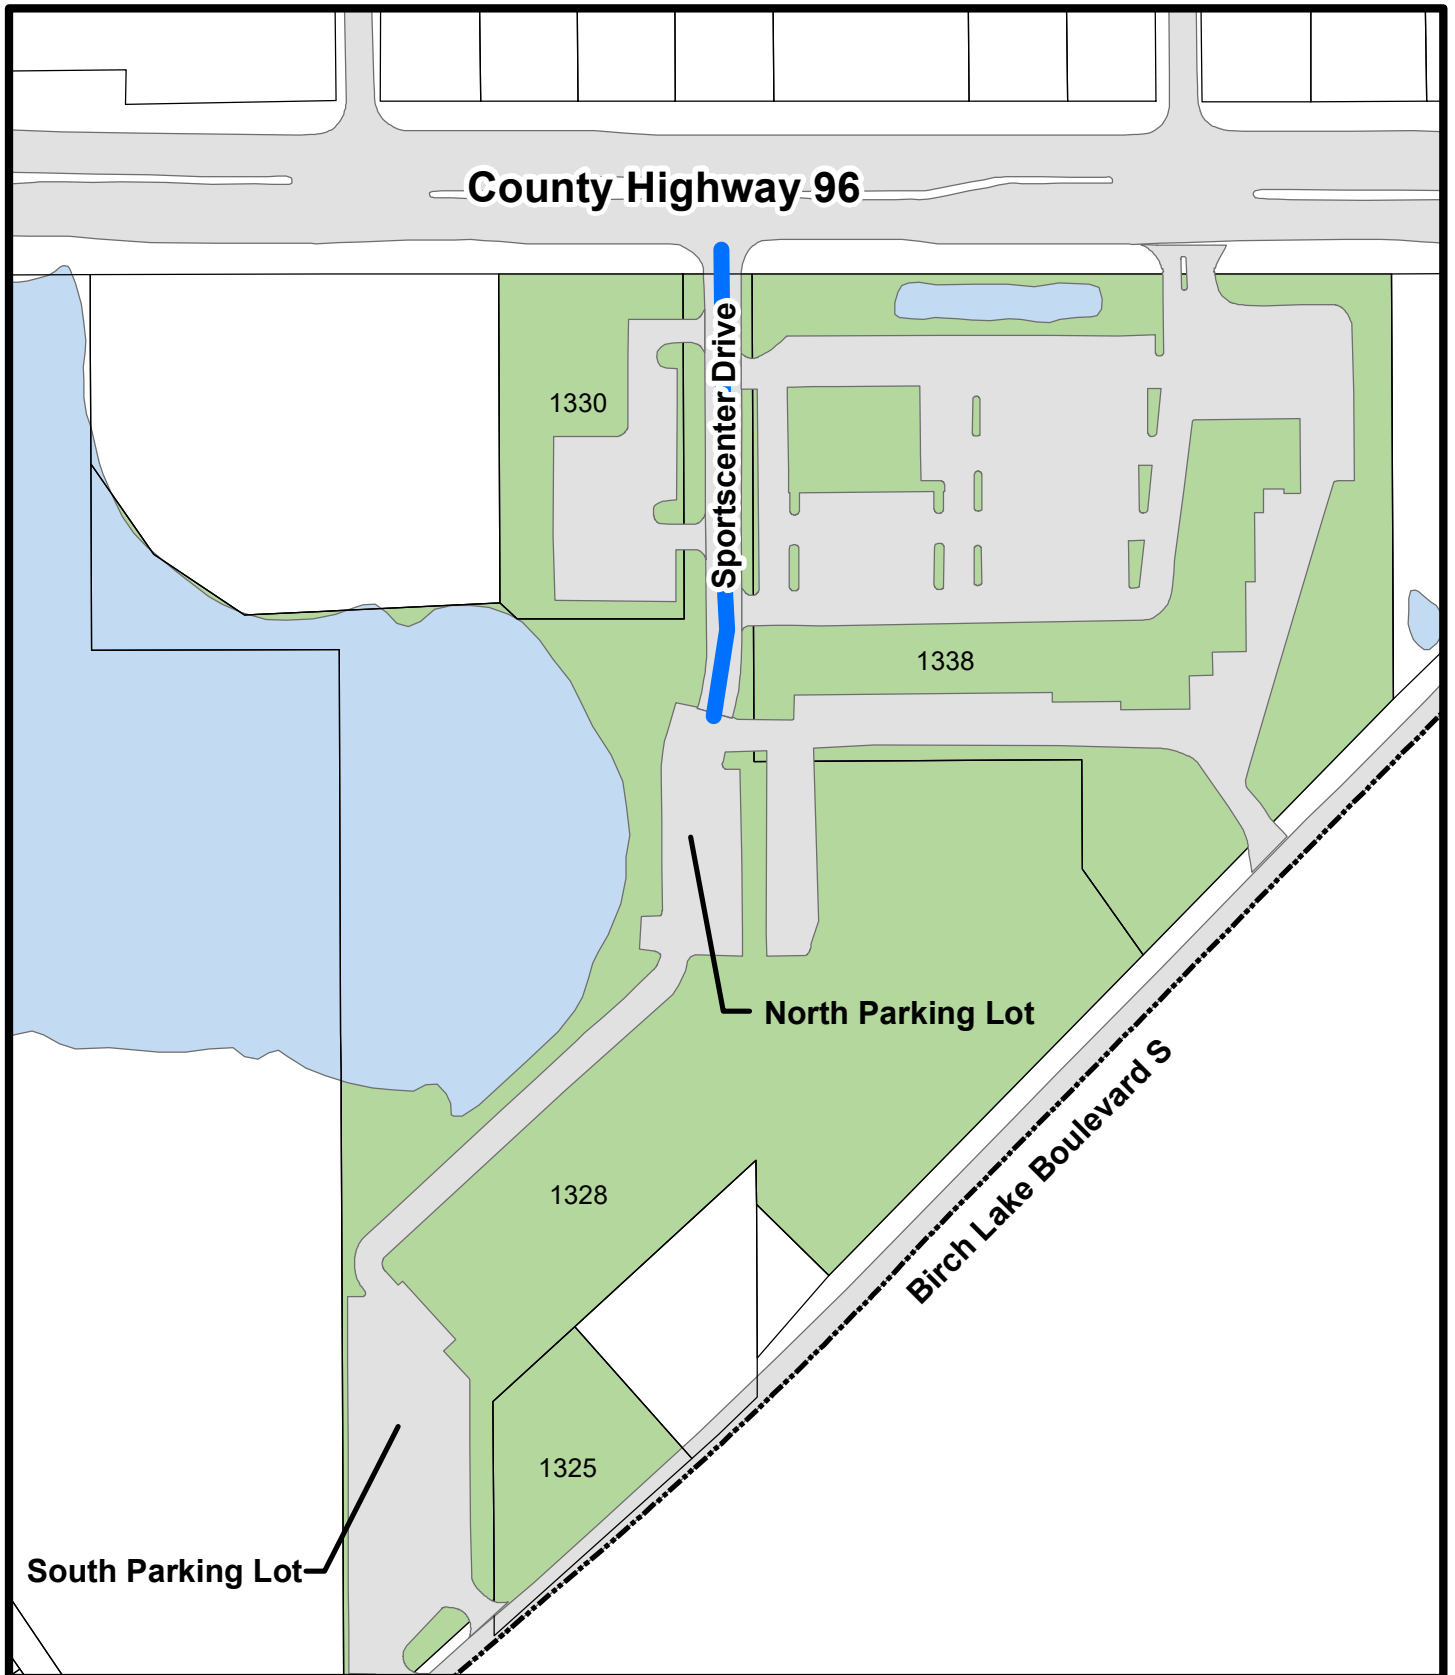 County Highway 96
Sportscenter Drive
1330
1338
North Parking Lot
Birch Lake Boulevard S
1328
1325
South Parking Lot